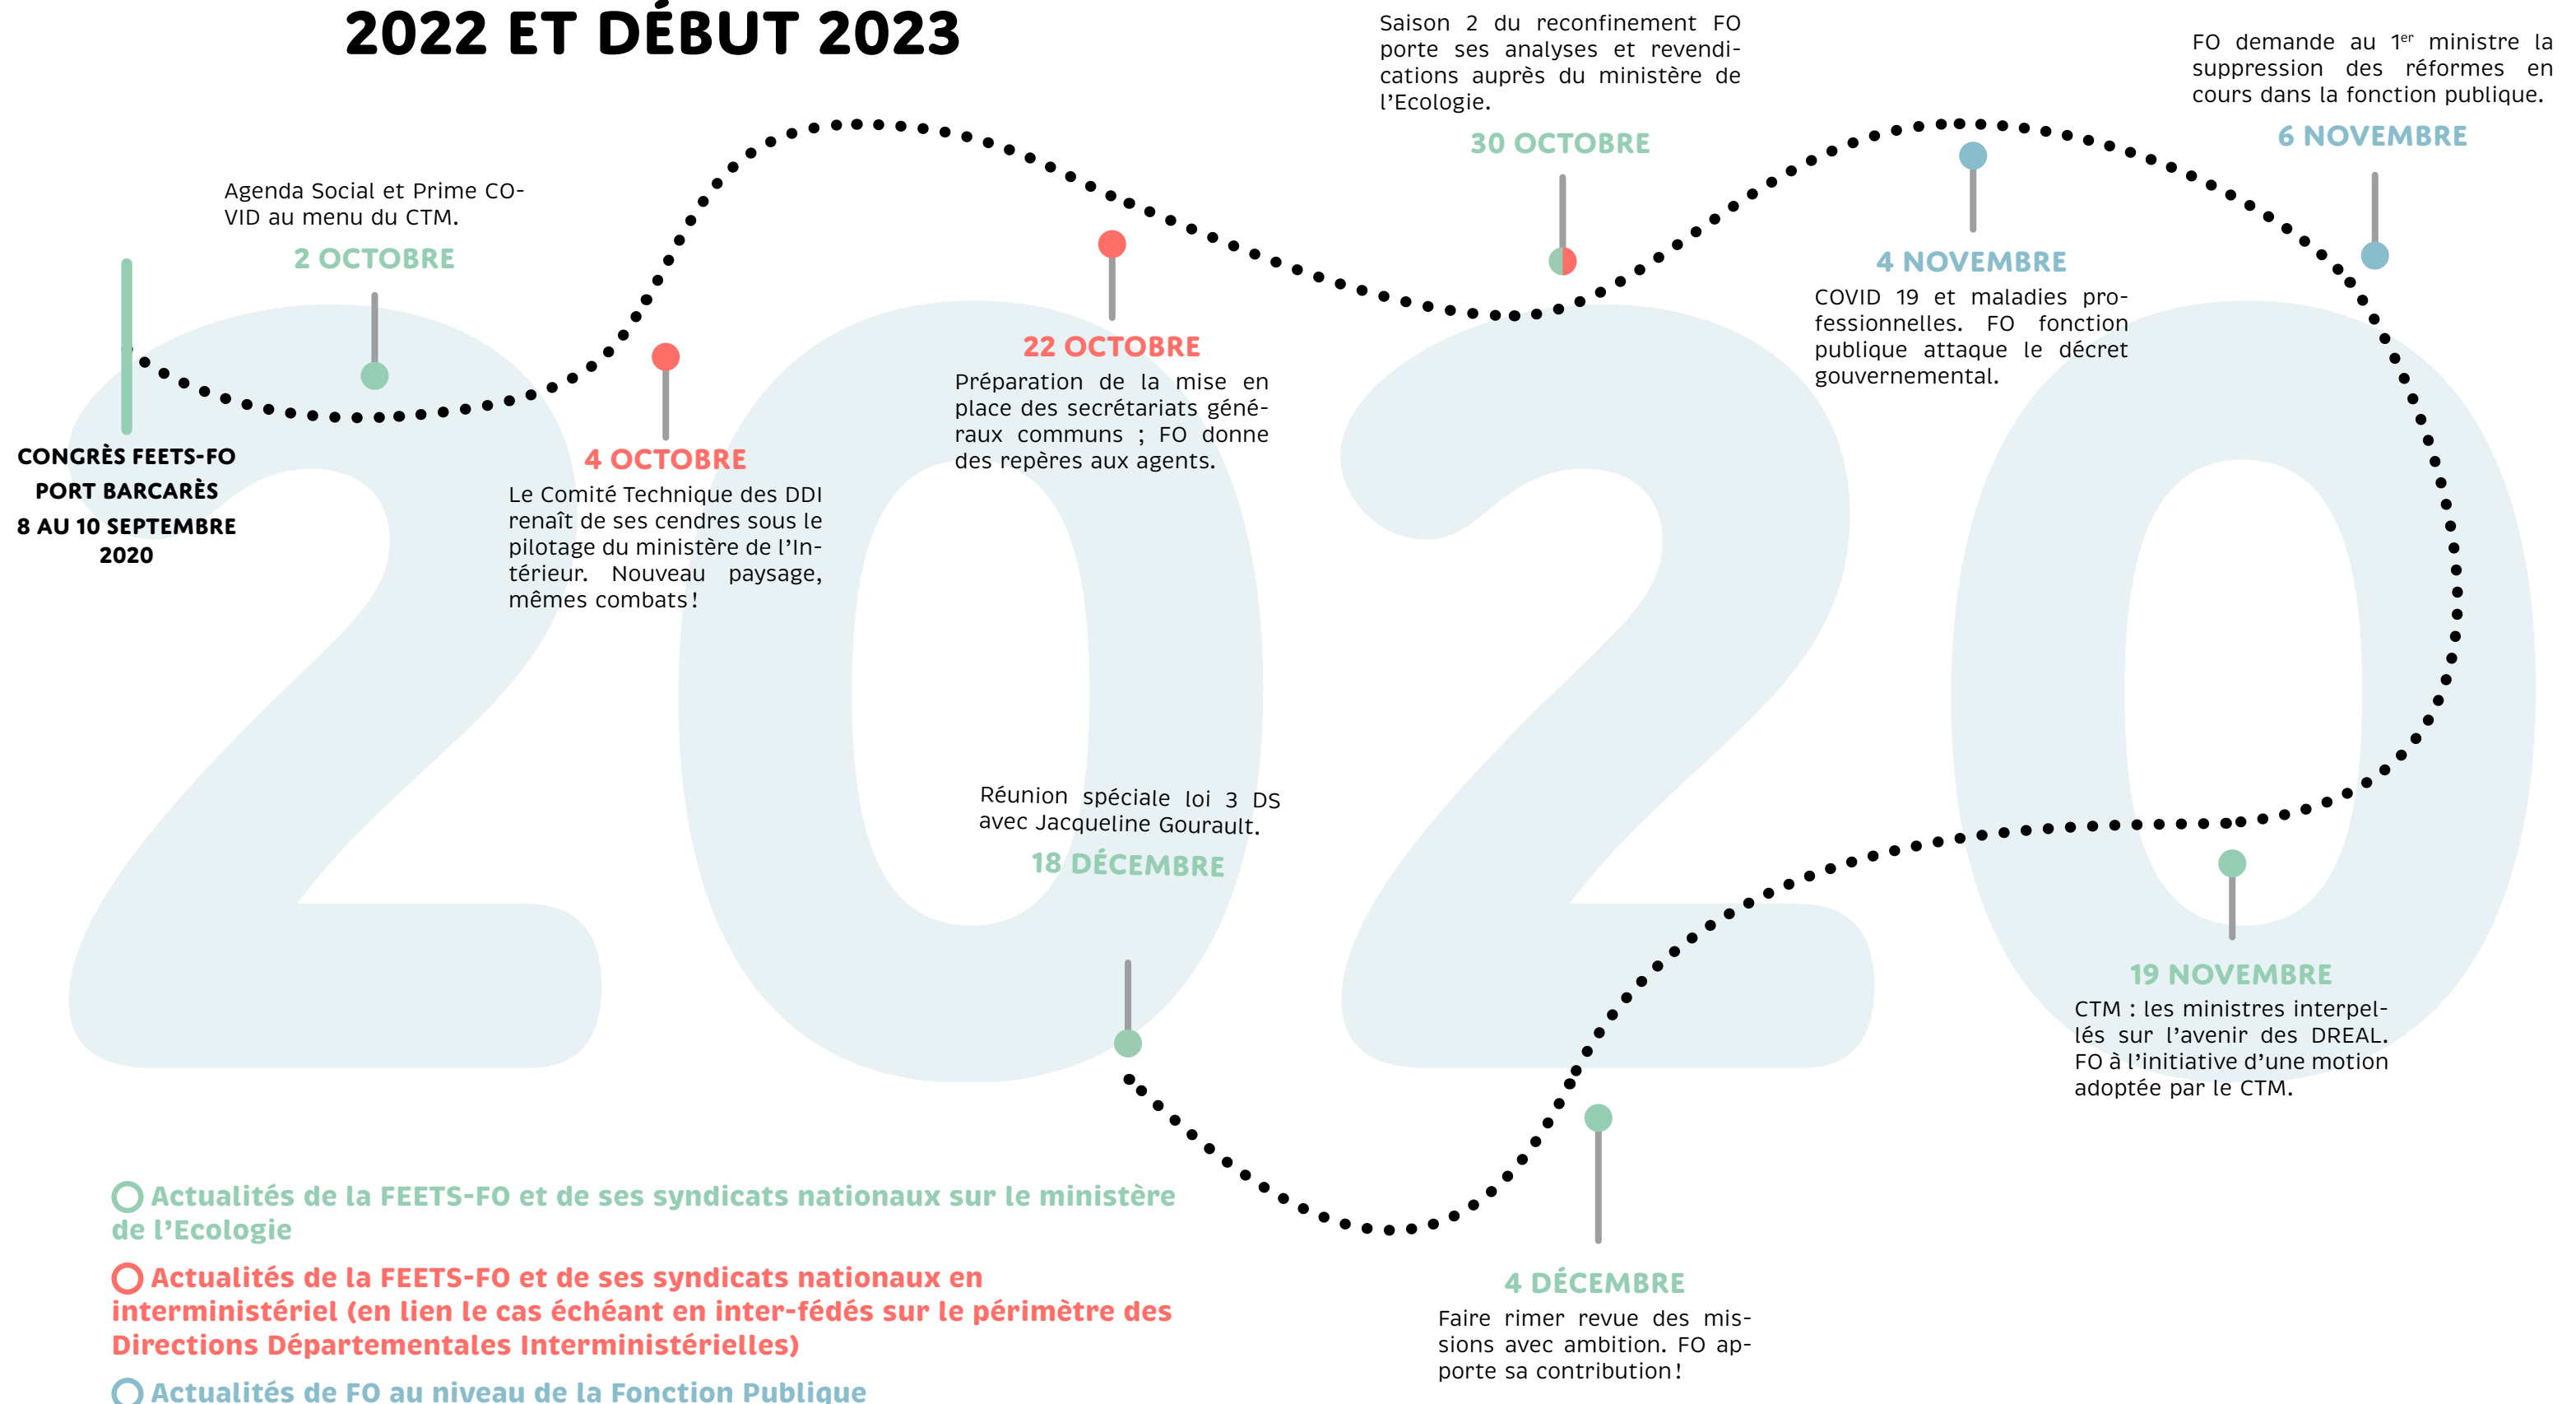 2022 ET DÉBUT 2023
CONGRÈS FEETS-FO
PORT BARCARÈS
8 AU 10 SEPTEMBRE
2020
Agenda Social et Prime CO-
VID au menu du CTM.
2 OCTOBRE
4 OCTOBRE
Le Comité Technique des DDI
renaît de ses cendres sous le
pilotage du ministère de l’In-
térieur. Nouveau paysage,
mêmes combats!
22 OCTOBRE
Préparation de la mise en
place des secrétariats géné-
raux communs ; FO donne
des repères aux agents.
Saison 2 du reconfinement FO
porte ses analyses et revendi-
cations auprès du ministère de
l’Ecologie.
30 OCTOBRE
4 NOVEMBRE
COVID 19 et maladies pro-
fessionnelles. FO fonction
publique attaque le décret
gouvernemental.
FO demande au 1er ministre la
suppression des réformes en
cours dans la fonction publique.
6 NOVEMBRE
2020
19 NOVEMBRE
CTM : les ministres interpel-
lés sur l’avenir des DREAL.
FO à l’initiative d’une motion
adoptée par le CTM.
4 DÉCEMBRE
Faire rimer revue des mis-
sions avec ambition. FO ap-
porte sa contribution!
Réunion spéciale loi 3 DS
avec Jacqueline Gourault.
18 DÉCEMBRE
Actualités de la FEETS-FO et de ses syndicats nationaux sur le ministère
de l’Ecologie
Actualités de la FEETS-FO et de ses syndicats nationaux en
interministériel (en lien le cas échéant en inter-fédés sur le périmètre des
Directions Départementales Interministérielles)
Actualités de FO au niveau de la Fonction Publique